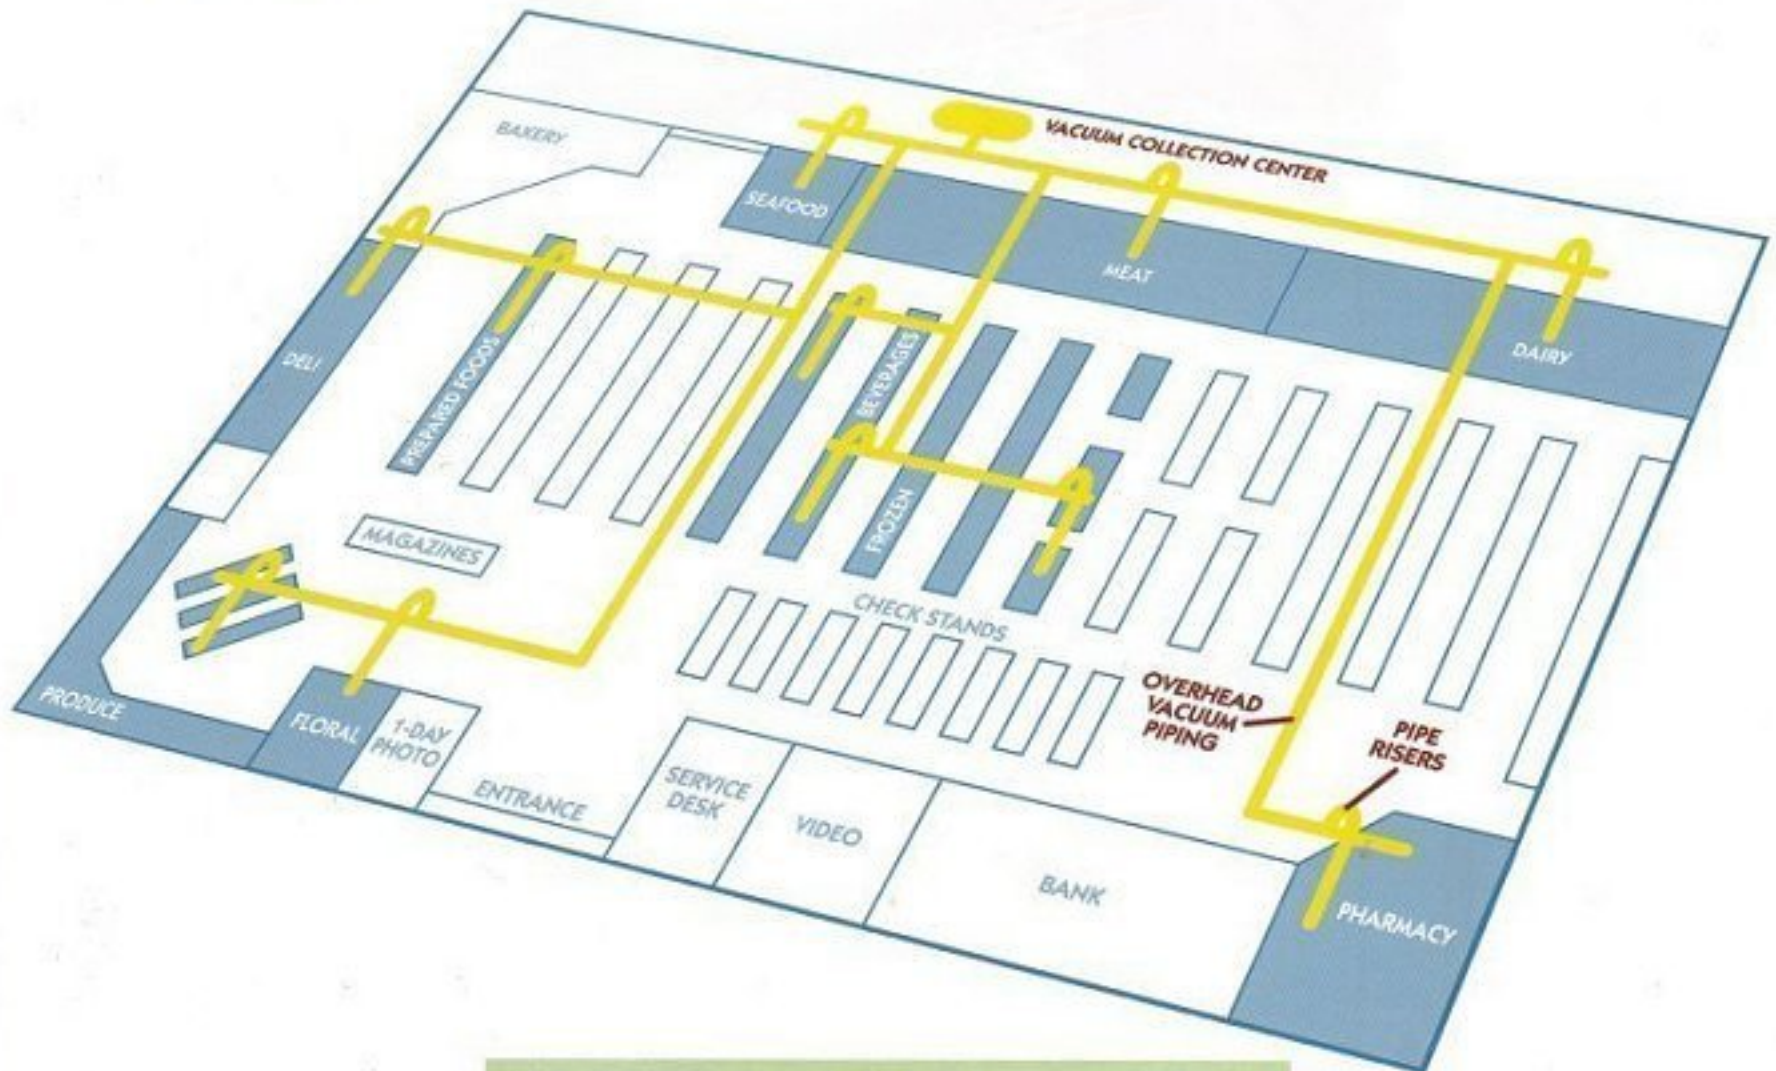 VACUUM COLLECTION CENTER
BAKERY
SEAFOOD
MEAT
DAIRY
DELI
PREPARED FOODS
BEVERAGES
FROZEN
MAGAZINES
CHECK STANDS
PRODUCE
FLORAL
1-DAY
PHOTO
ENTRANCE
SERVICE
DESK
VIDEO
BANK
OVERHEAD
VACUUM
PIPING
PIPE
RISERS
PHARMACY